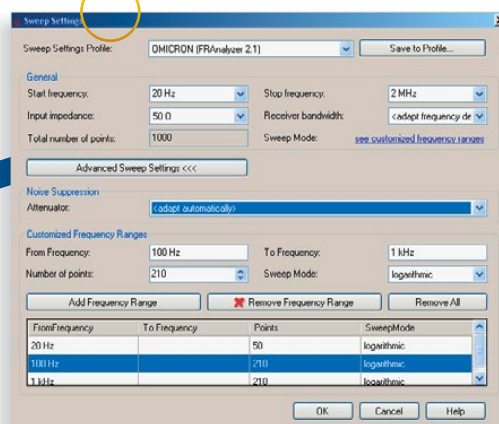 Sweep Settings
Sweep Settings Profile: OMICRON (FRAnalyzer 2.1) Save to Profile...
General
Start frequency: 20 Hz Stop frequency: 2 MHz
Input impedance: 50 Ω Receiver bandwidth: <adapt frequency de
Total number of points: 1000 Sweep Mode: see customized frequency ranges
Advanced Sweep Settings <<<
Noise Suppression
Attenuator: <adapt automatically>
Customized Frequency Ranges
From Frequency: 100 Hz To Frequency: 1 kHz
Number of points: 210 Sweep Mode: logarithmic
Add Frequency Range Remove Frequency Range Remove All
FromFrequency To Frequency Points SweepMode
20 Hz 50 logarithmic
100 Hz 210 logarithmic
1 kHz 210 logarithmic
OK Cancel Help